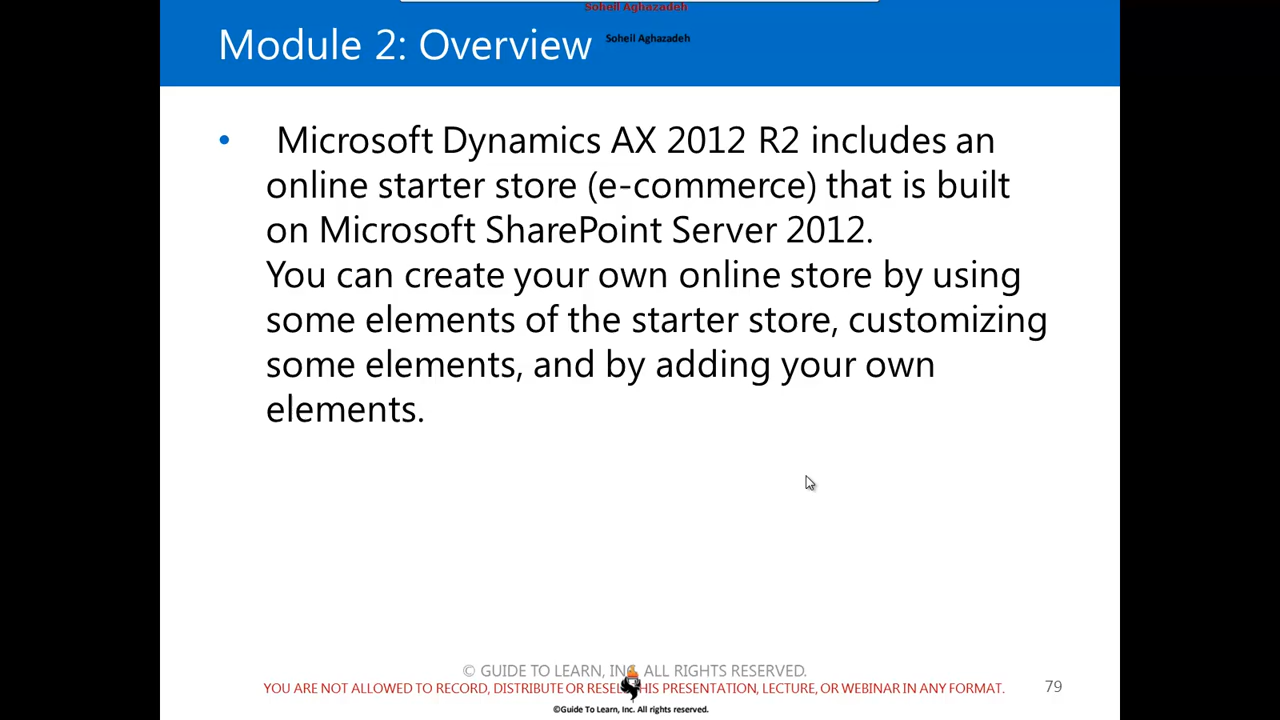 Soheil Aghazadeh
Module 2: Overview
Soheil Aghazadeh
• Microsoft Dynamics AX 2012 R2 includes an
online starter store (e-commerce) that is built
on Microsoft SharePoint Server 2012.
You can create your own online store by using
some elements of the starter store, customizing
some elements, and by adding your own
elements.
© GUIDE TO LEARN, INC. ALL RIGHTS RESERVED.
YOU ARE NOT ALLOWED TO RECORD, DISTRIBUTE OR RESELL THIS PRESENTATION, LECTURE, OR WEBINAR IN ANY FORMAT.
79
©Guide To Learn, Inc. All rights reserved.